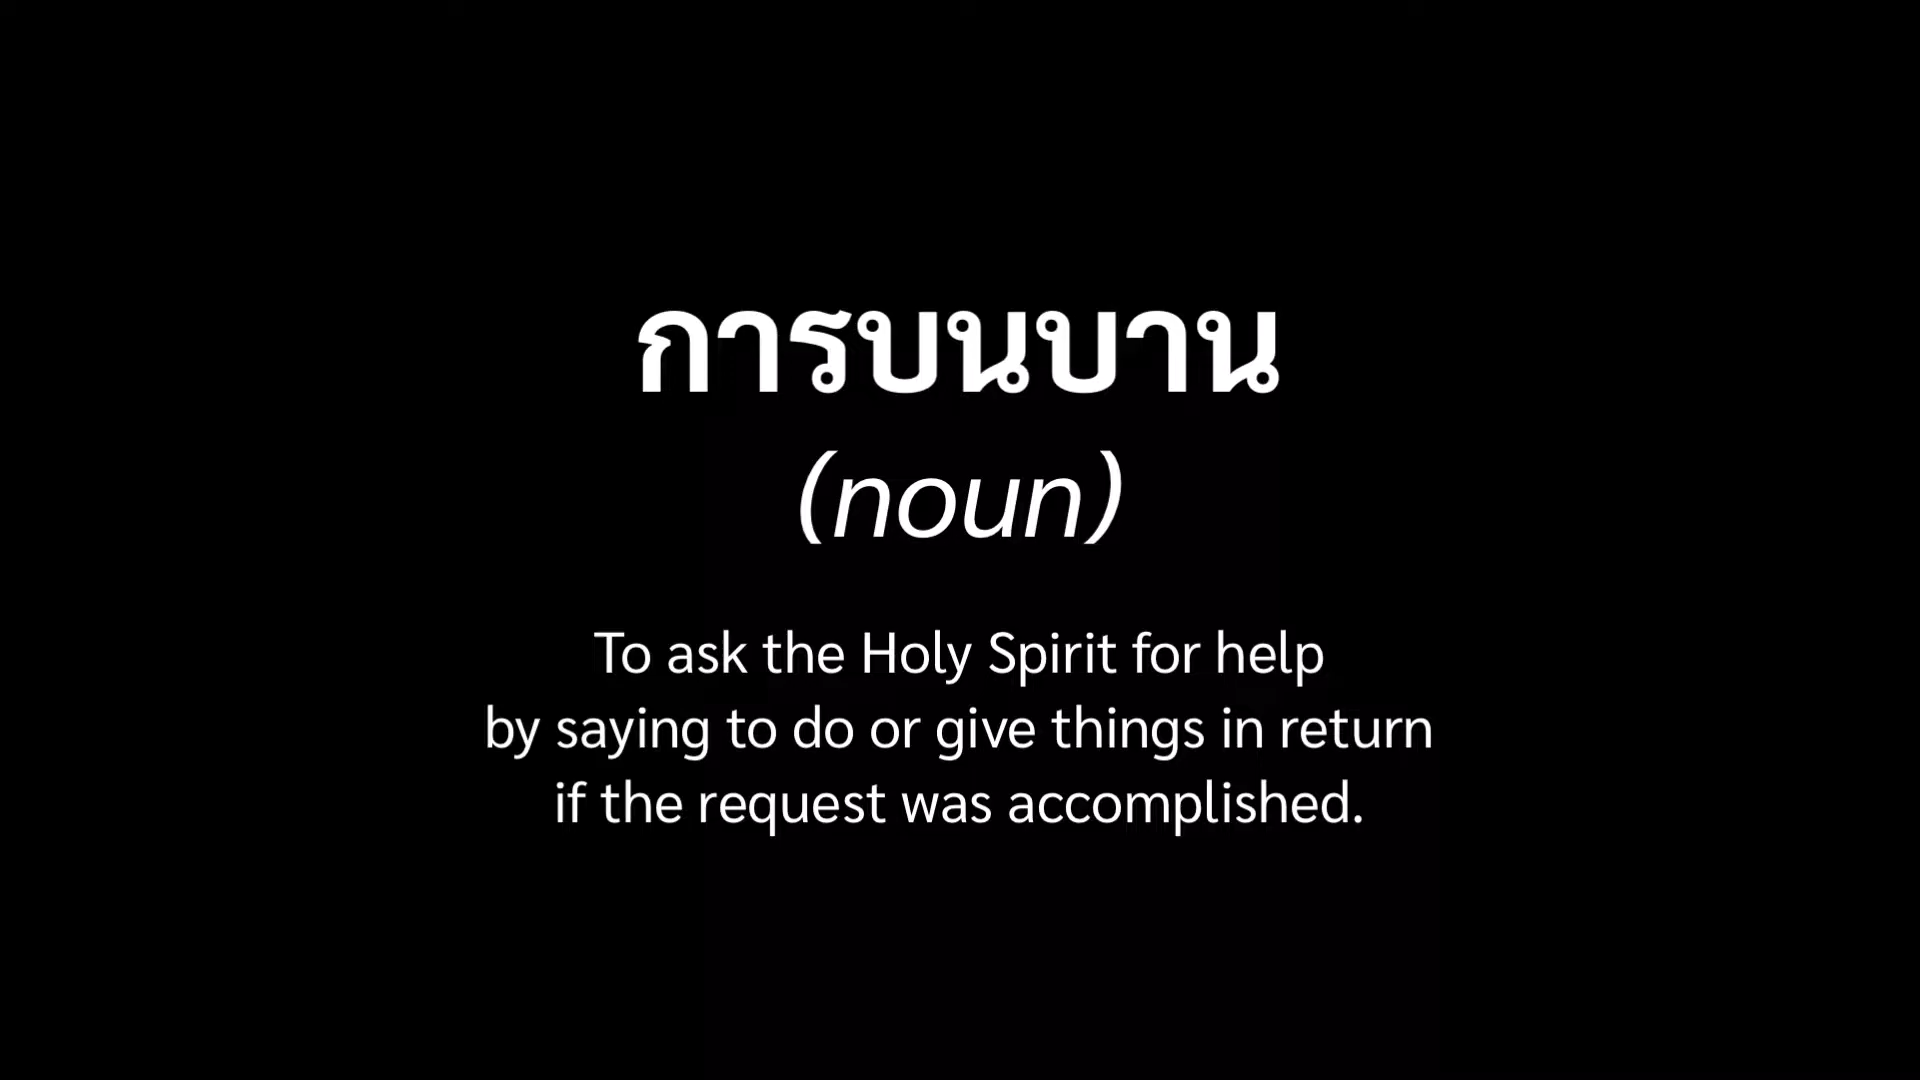 การบนบาน
(noun)
To ask the Holy Spirit for help
by saying to do or give things in return
if the request was accomplished.